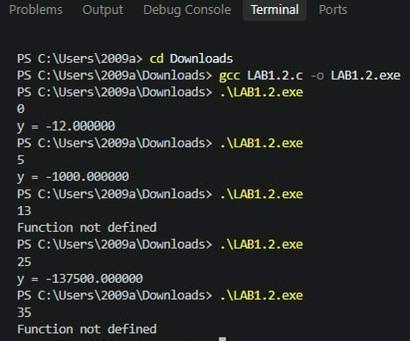 Problems Output Debug Console Terminal Ports
PS C:\Users\2009a> cd Downloads
PS C:\Users\2009a\Downloads> gcc LAB1.2.c -o LAB1.2.exe
PS C:\Users\2009a\Downloads> .\LAB1.2.exe
0
y = -12.000000
PS C:\Users\2009a\Downloads> .\LAB1.2.exe
5
y = -1000.000000
PS C:\Users\2009a\Downloads> .\LAB1.2.exe
13
Function not defined
PS C:\Users\2009a\Downloads> .\LAB1.2.exe
25
y = -137500.000000
PS C:\Users\2009a\Downloads> .\LAB1.2.exe
35
Function not defined